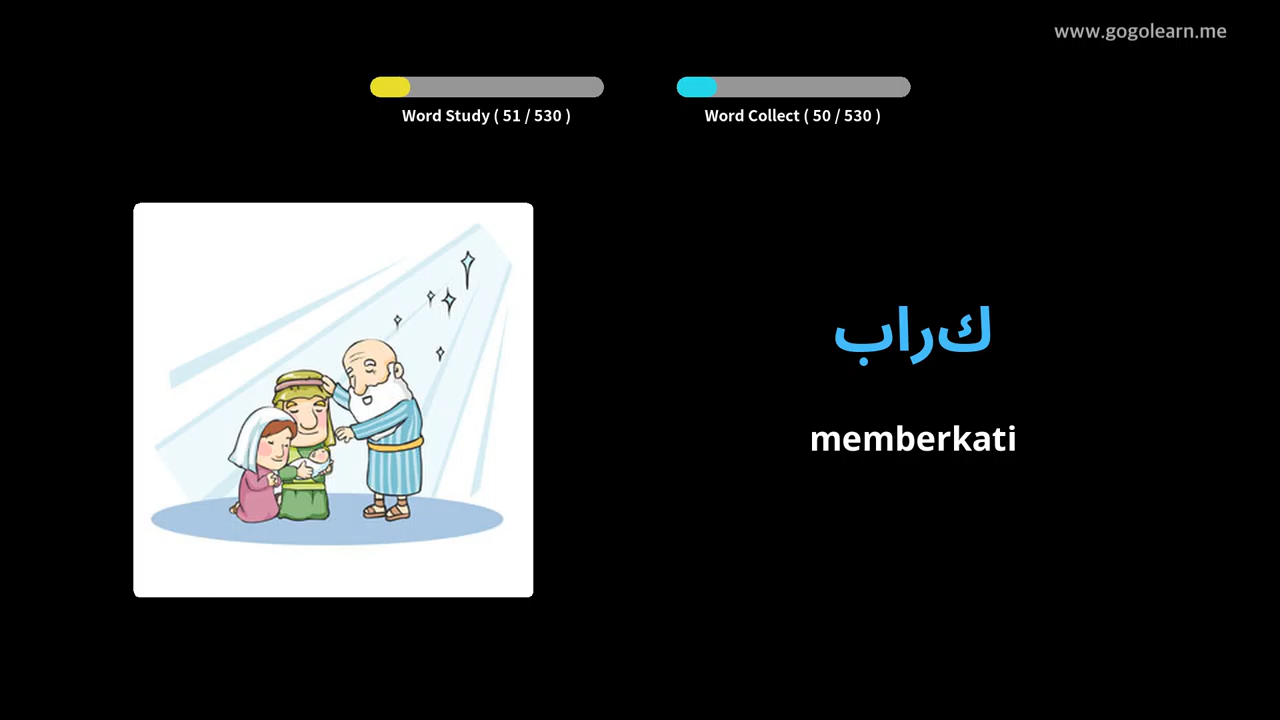 www.gogolearn.me
Word Study ( 51 / 530 )
Word Collect ( 50 / 530 )
كراب
memberkati